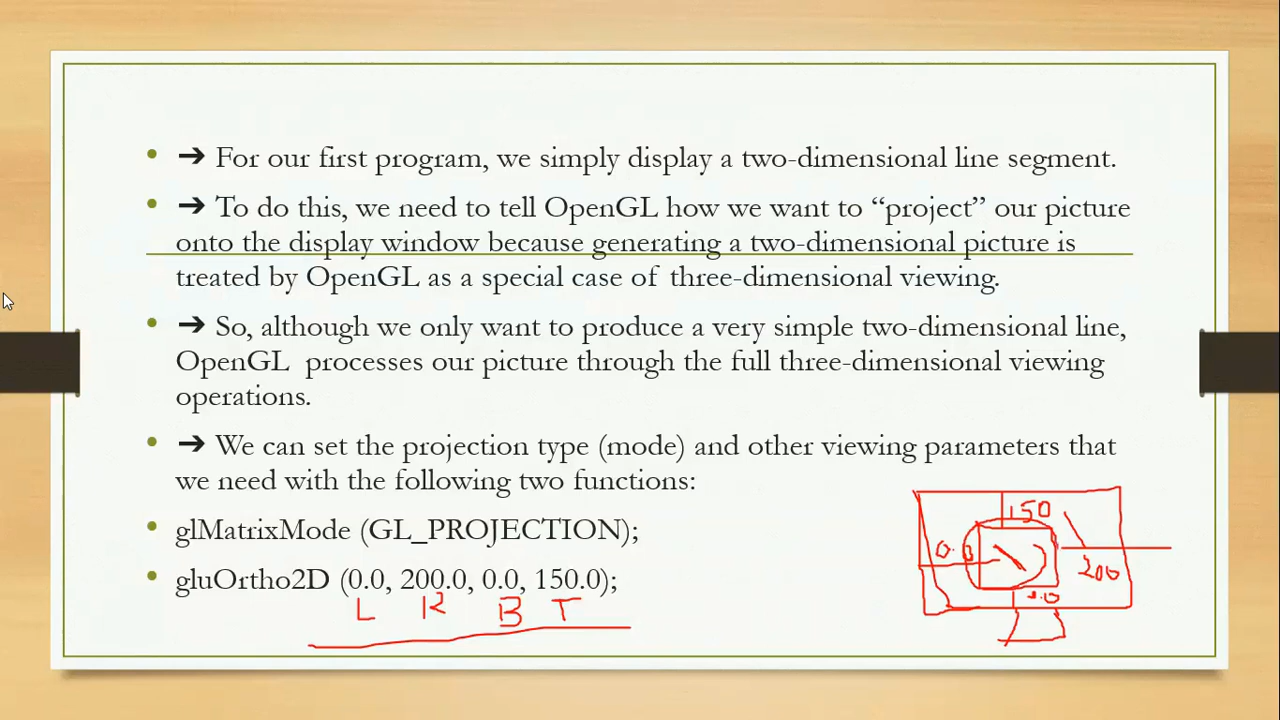 • ➔ For our first program, we simply display a two-dimensional line segment.
• ➔ To do this, we need to tell OpenGL how we want to “project” our picture
onto the display window because generating a two-dimensional picture is
treated by OpenGL as a special case of three-dimensional viewing.
• ➔ So, although we only want to produce a very simple two-dimensional line,
OpenGL processes our picture through the full three-dimensional viewing
operations.
• ➔ We can set the projection type (mode) and other viewing parameters that
we need with the following two functions:
• glMatrixMode (GL_PROJECTION);
• gluOrtho2D (0.0, 200.0, 0.0, 150.0);
L R B T
150
0.0
200